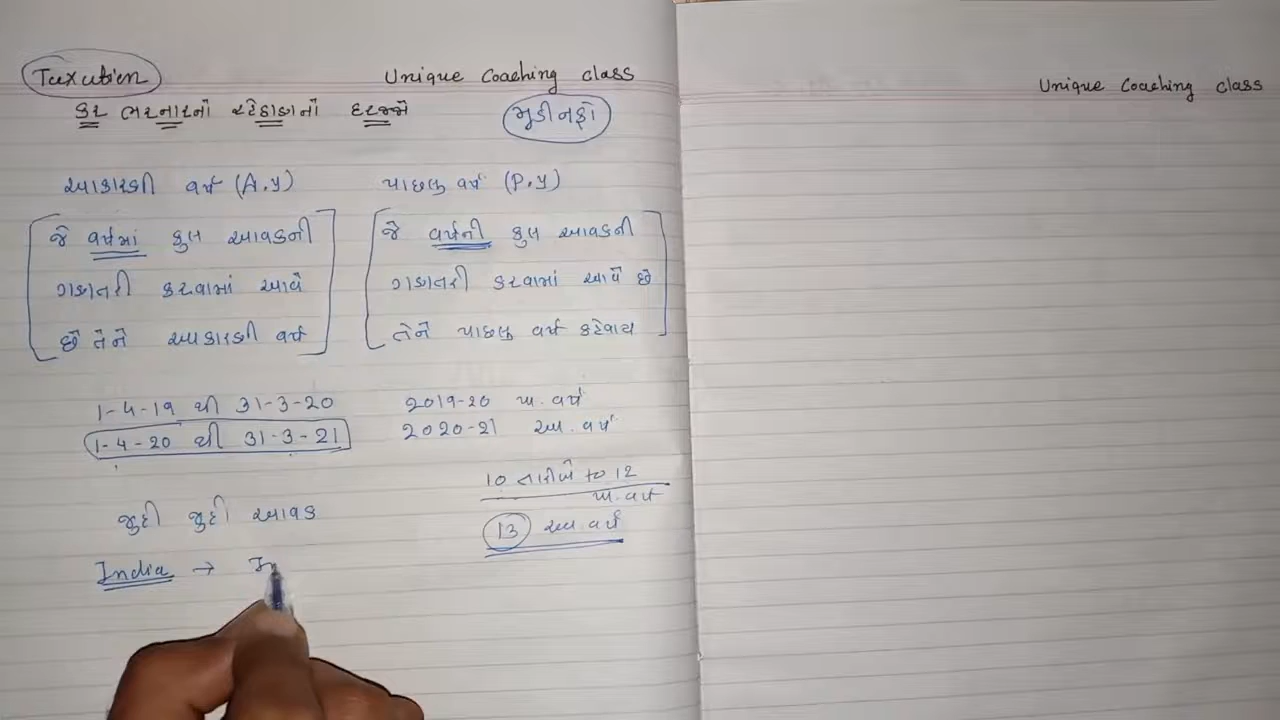 Taxution Unique Coaching class
કર ભરનારનો રહેઠાણનો દરજ્જો મૂડીનફો
આકારણી વર્ષ (A.y) પાછલુ વર્ષ (P.y)
જે વર્ષમાં કુલ આવકની
ગણતરી કરવામાં આવે
છે તેને આકારણી વર્ષ
જે વર્ષની કુલ આવકની
ગણતરી કરવામાં આવે છે
તેને પાછલુ વર્ષ કહેવાય
1-4-19 થી 31-3-20 2019-20 પા. વર્ષ
1-4-20 થી 31-3-21 2020-21 આ. વર્ષ
10 તારીખે to 12
પા. વર્ષ
13 આ. વર્ષ
જુદી જુદી આવક
India → In
Unique Coaching class